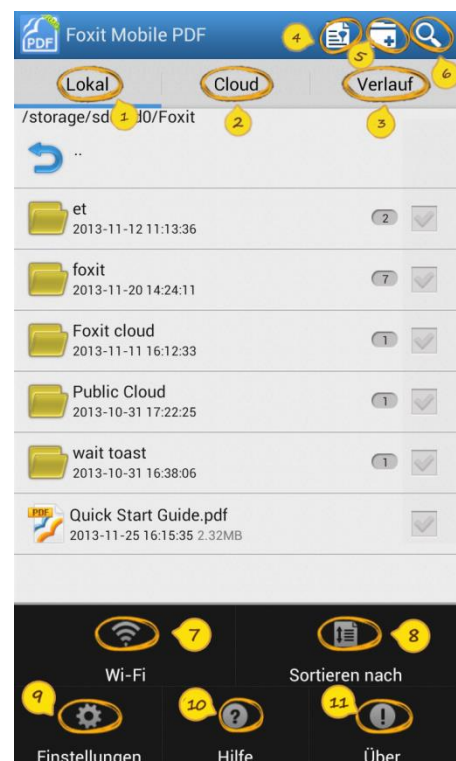 PDF Foxit Mobile PDF 4 5 6
Lokal Cloud Verlauf
1 2 3
/storage/sd d0/Foxit
..
et
2013-11-12 11:13:36 2
foxit
2013-11-20 14:24:11 7
Foxit cloud
2013-11-11 16:12:33 1
Public Cloud
2013-10-31 17:22:25 1
wait toast
2013-10-31 16:38:06 1
PDF Quick Start Guide.pdf
2013-11-25 16:15:35 2.32MB
7 8
Wi-Fi Sortieren nach
9 10 11
Einstellungen Hilfe Über